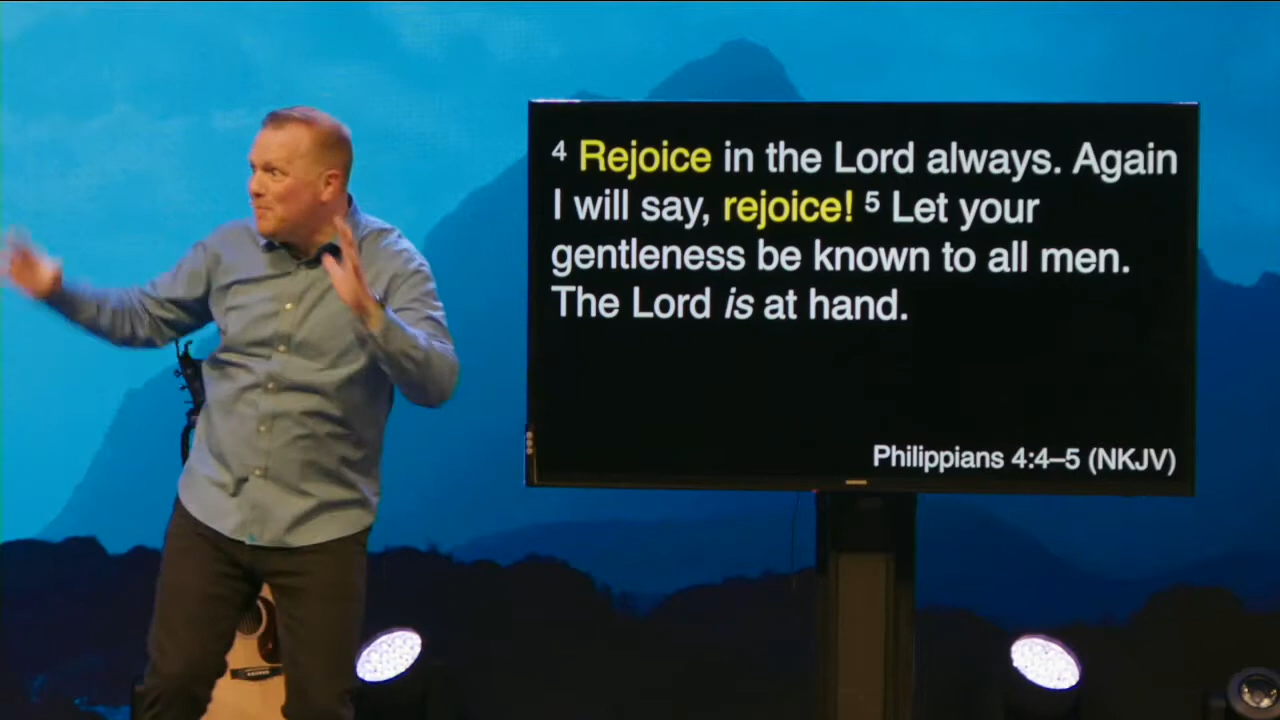 ⁴ Rejoice in the Lord always. Again
I will say, rejoice! ⁵ Let your
gentleness be known to all men.
The Lord is at hand.
Philippians 4:4–5 (NKJV)